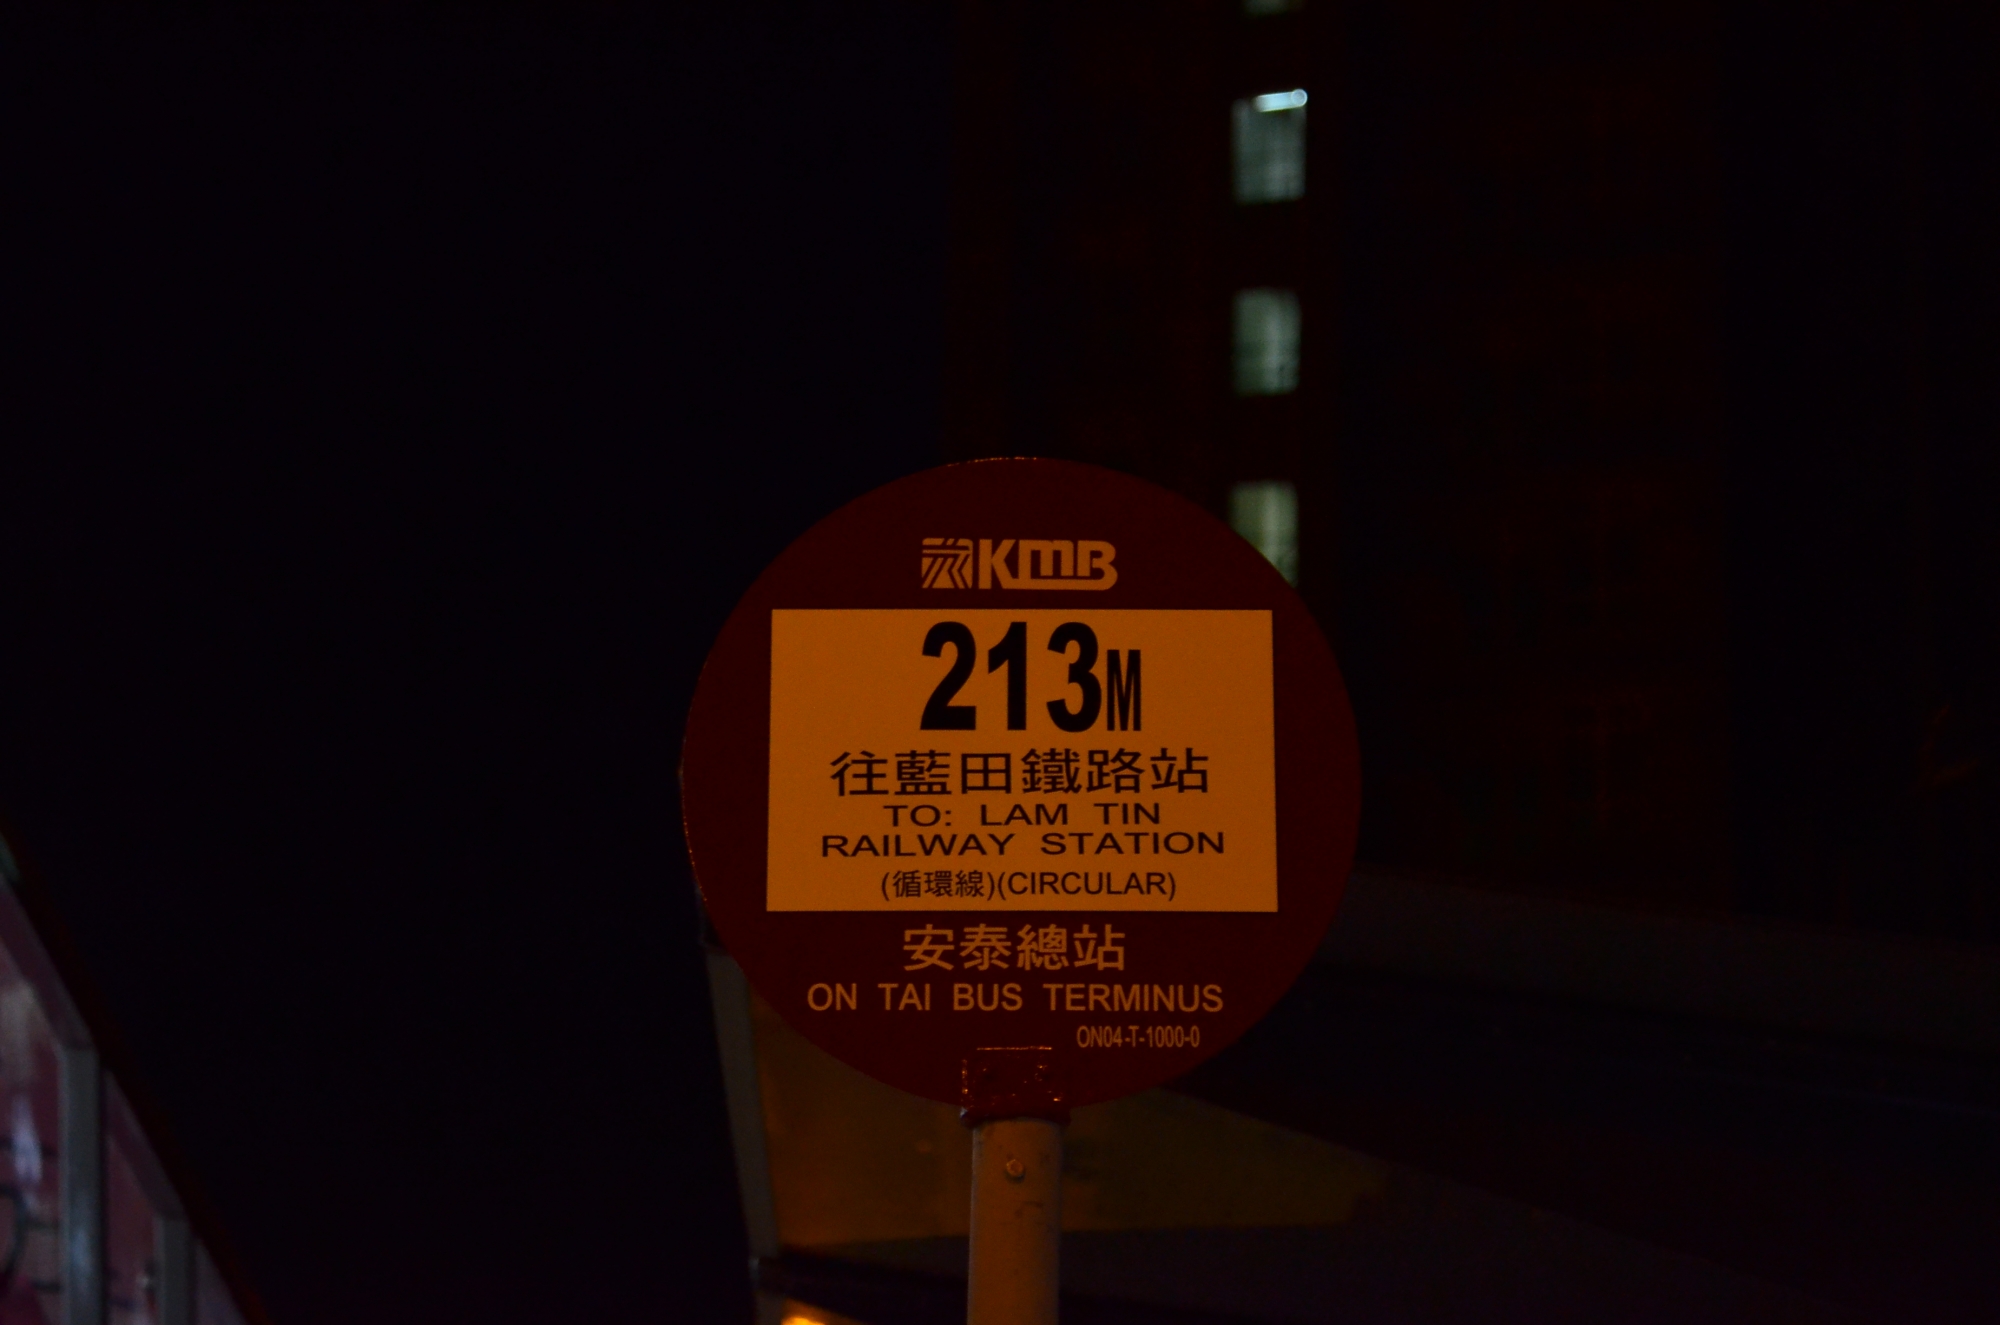 KMB
213M
往藍田鐵路站
TO: LAM TIN
RAILWAY STATION
(循環線)(CIRCULAR)
安泰總站
ON TAI BUS TERMINUS
ON04-T-1000-0